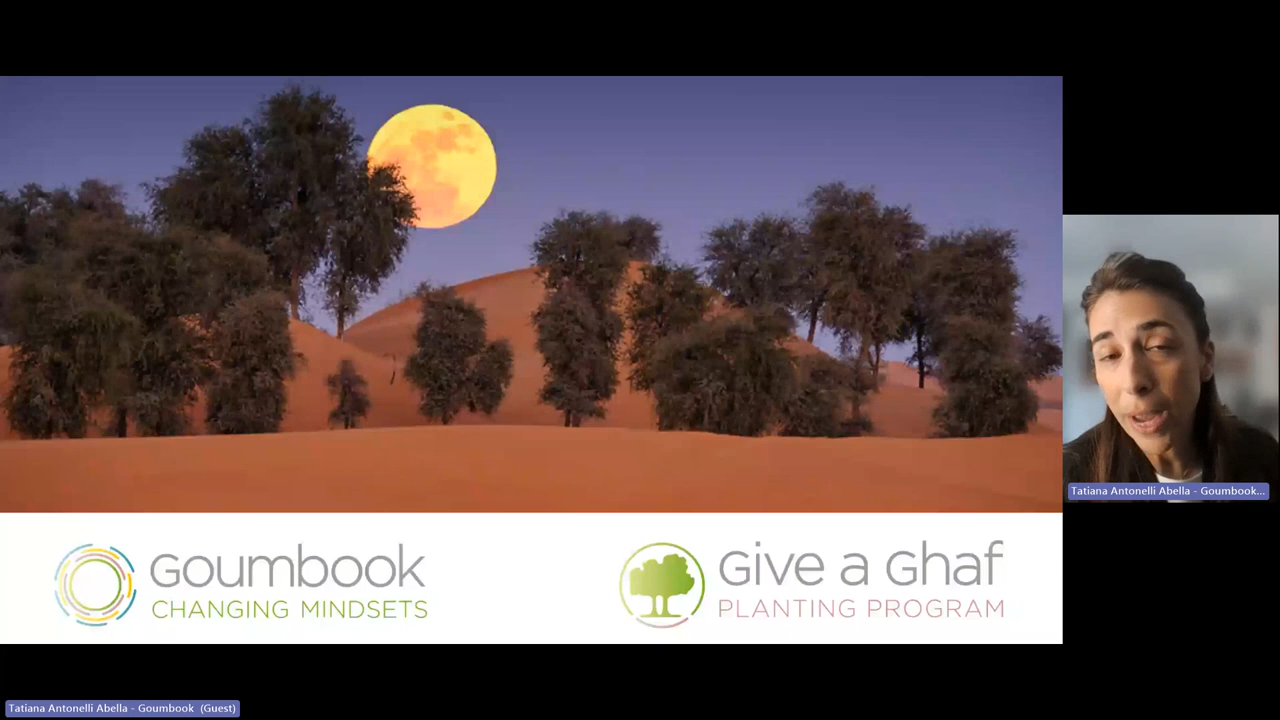 Goumbook
CHANGING MINDSETS
Give a Ghaf
PLANTING PROGRAM
Tatiana Antonelli Abella - Goumbook...
Tatiana Antonelli Abella - Goumbook (Guest)